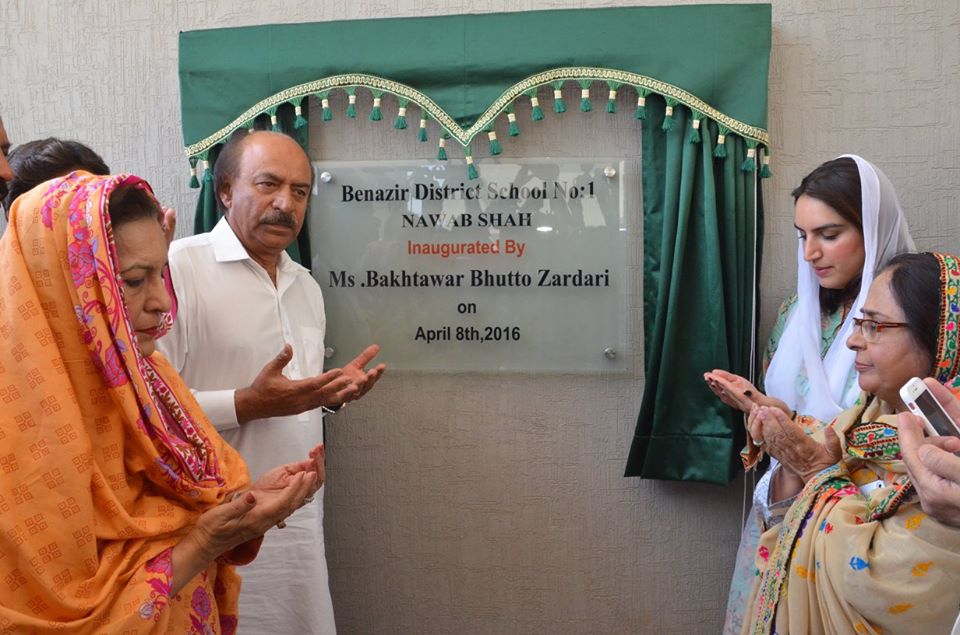 Benazir District School No:1
NAWAB SHAH
Inaugurated By
Ms .Bakhtawar Bhutto Zardari
on
April 8th,2016